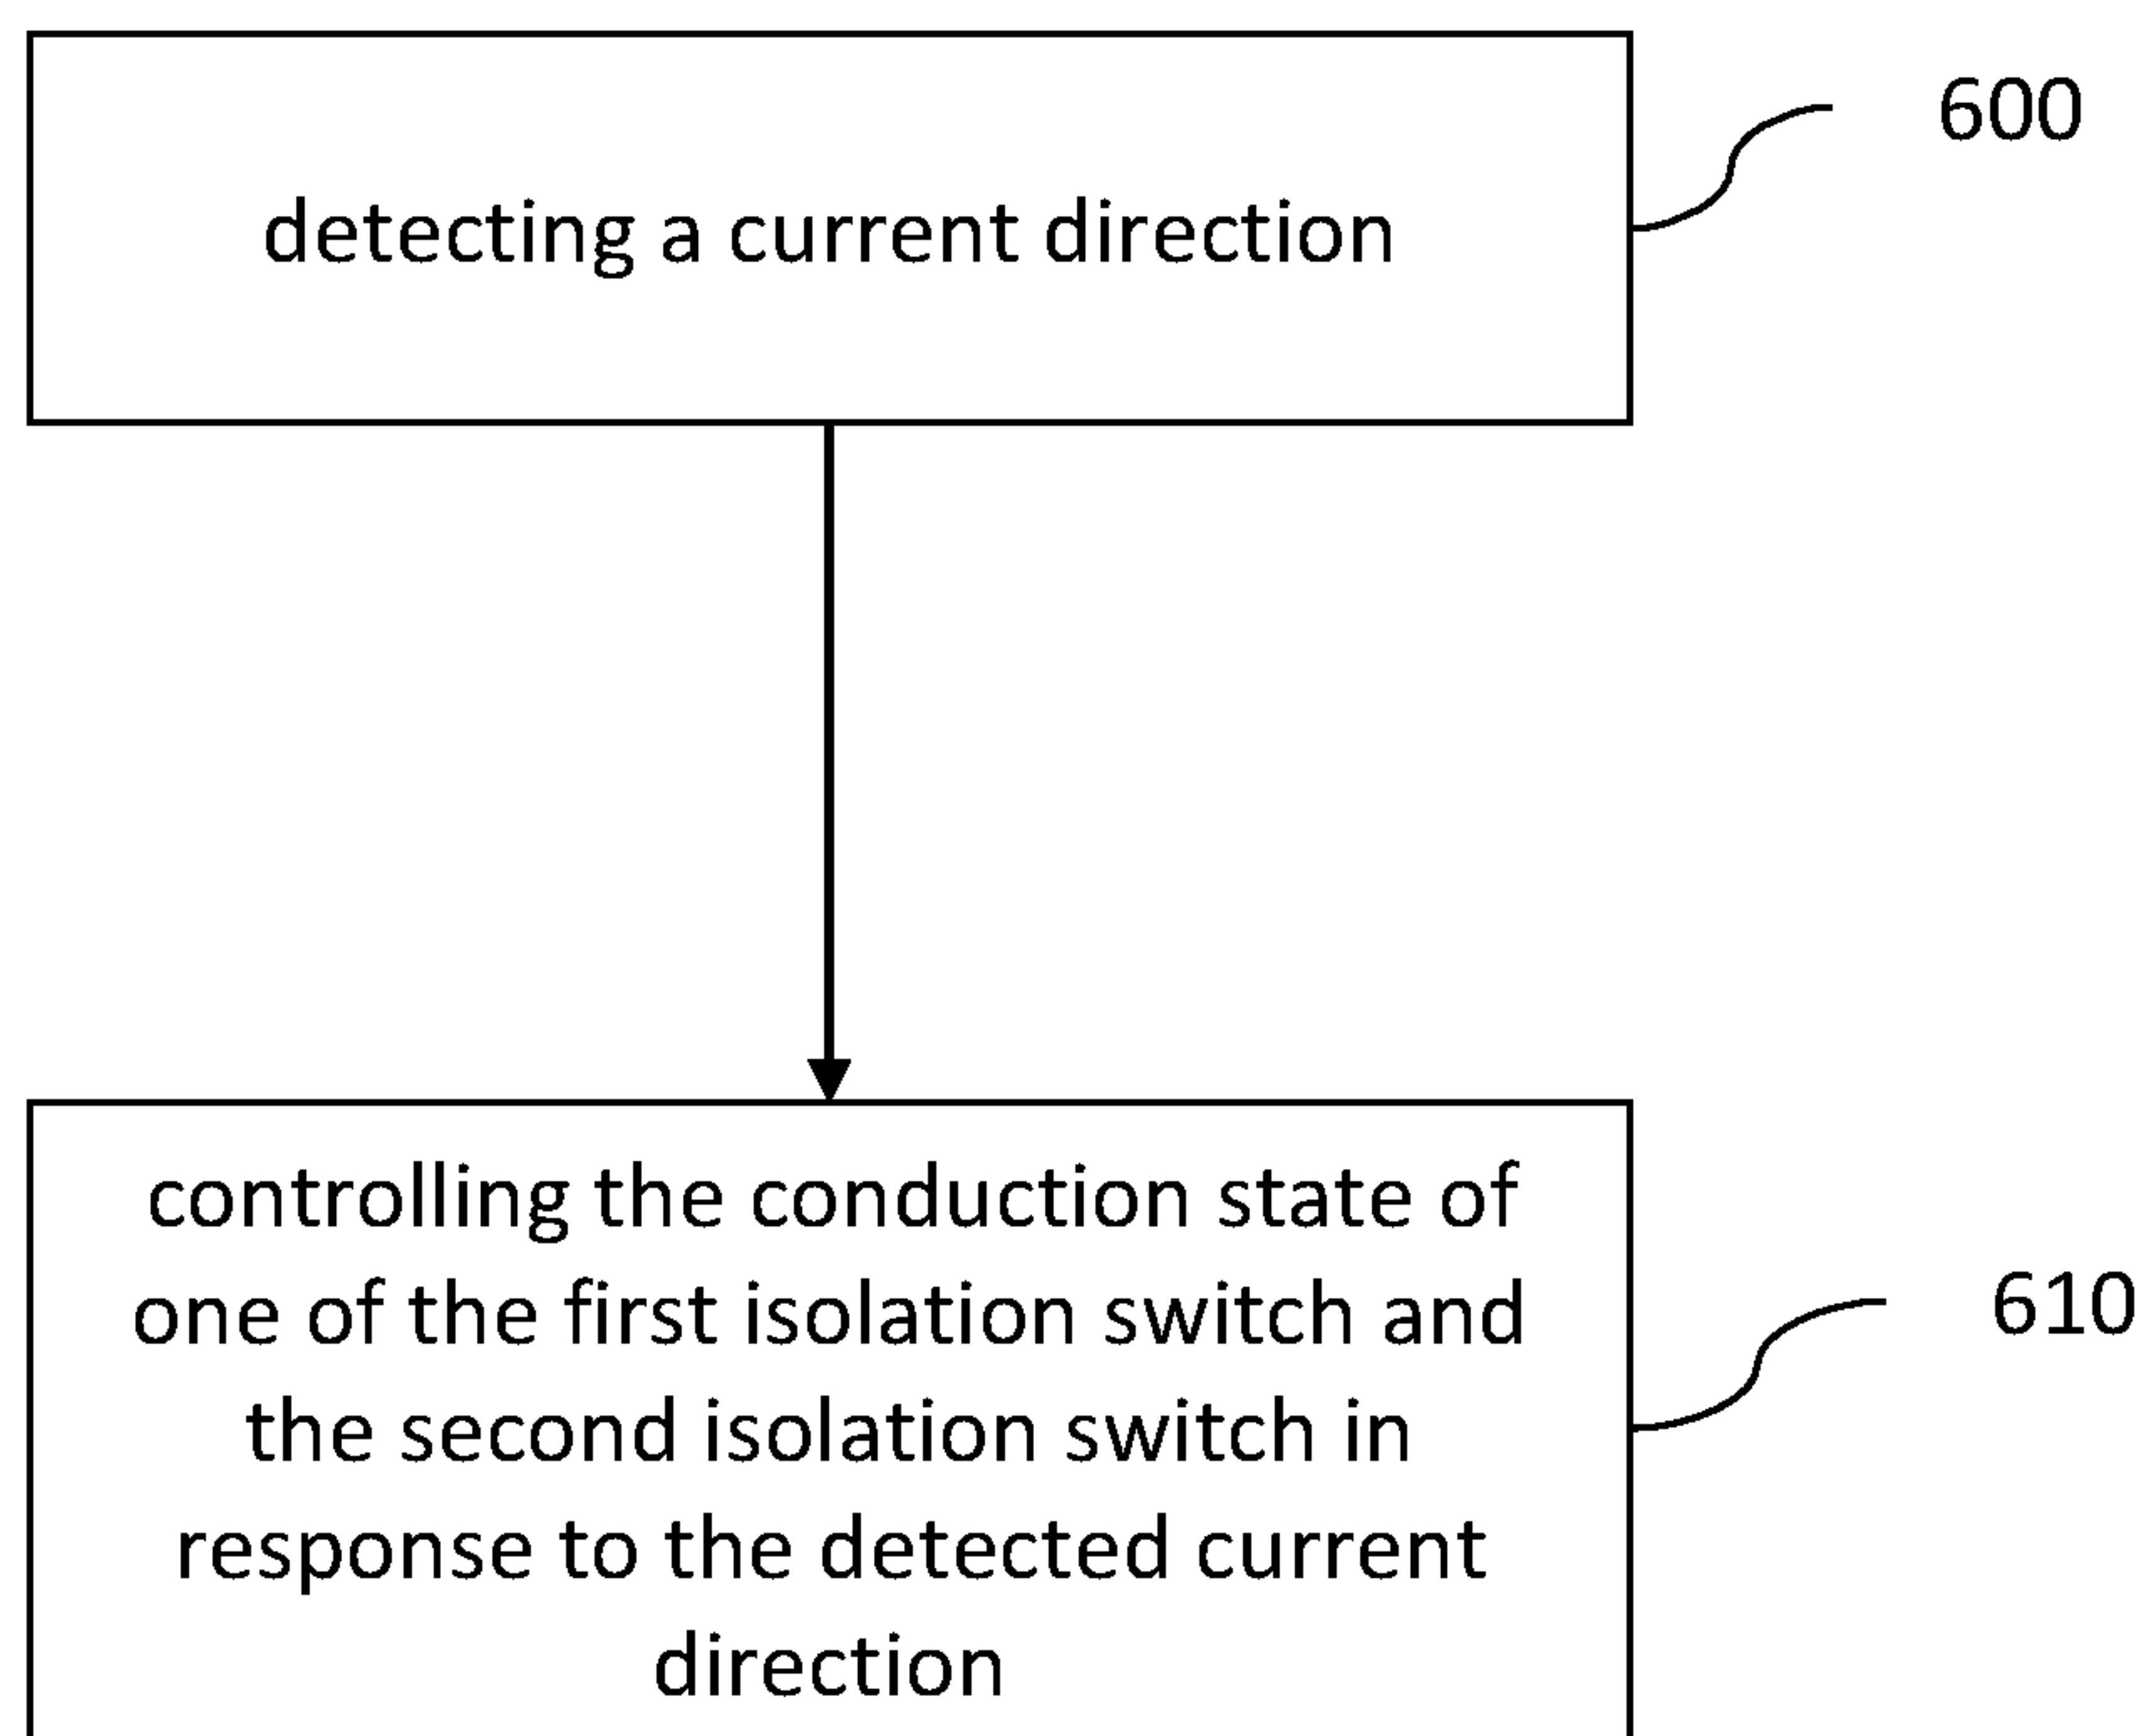 600
detecting a current direction
controlling the conduction state of
one of the first isolation switch and
610
the second isolation switch in
response to the detected current
direction